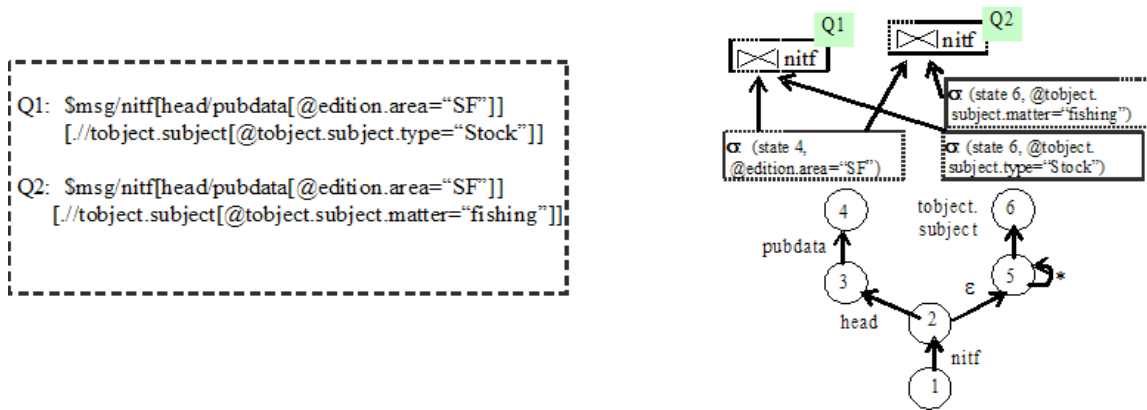 Q1: $msg/nitf[head/pubdata[@edition.area=“SF”]]
[.//tobject.subject[@tobject.subject.type=“Stock”]]
Q2: $msg/nitf[head/pubdata[@edition.area=“SF”]]
[.//tobject.subject[@tobject.subject.matter=“fishing”]]
Q1
Q2
nitf
nitf
σ (state 6, @tobject.
subject.matter=“fishing”)
σ (state 4,
@edition.area=“SF”)
σ (state 6, @tobject.
subject.type=“Stock”)
4
tobject.
subject
6
pubdata
3
5
*
ε
head
2
nitf
1